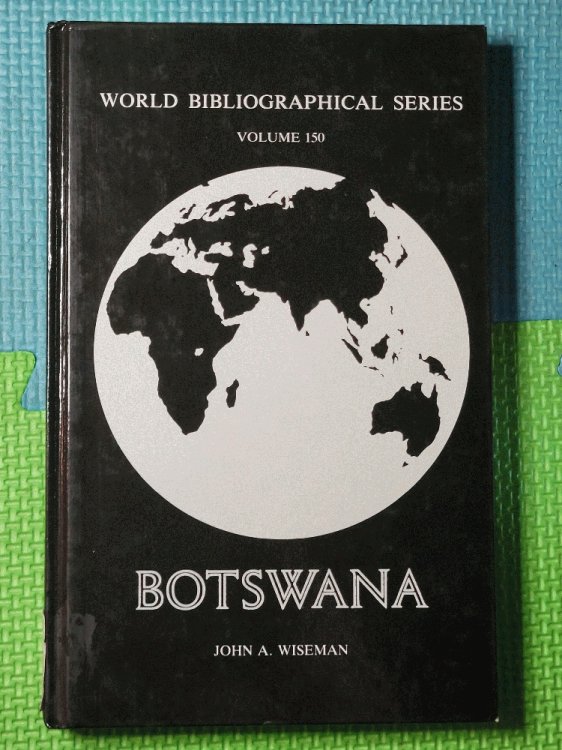 WORLD BIBLIOGRAPHICAL SERIES
VOLUME 150
BOTSWANA
JOHN A. WISEMAN